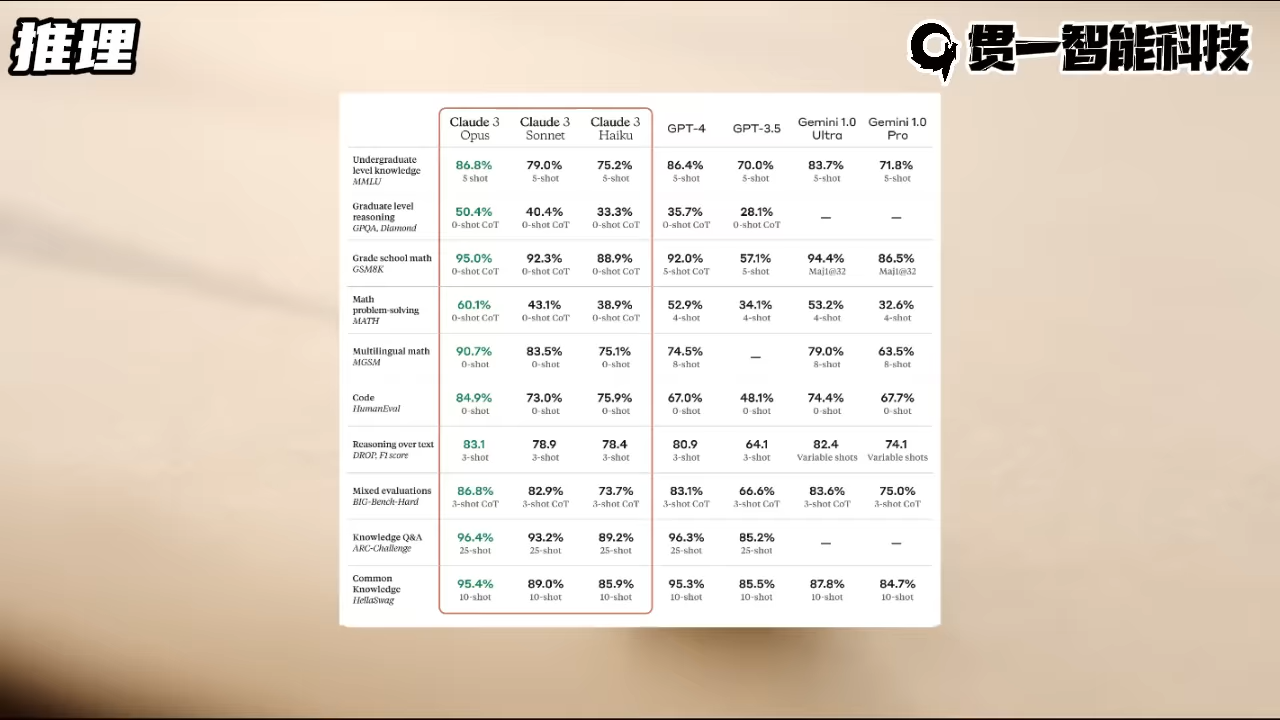 推理
贯一智能科技
Claude 3 Opus Claude 3 Sonnet Claude 3 Haiku GPT-4 GPT-3.5 Gemini 1.0 Ultra Gemini 1.0 Pro
Undergraduate level knowledge MMLU 86.8% 79.0% 75.2% 86.4% 70.0% 83.7% 71.8%
5 shot 5-shot 5-shot 5-shot 5-shot 5-shot 5-shot
Graduate level reasoning GPQA, Diamond 50.4% 40.4% 33.3% 35.7% 28.1% — —
0-shot CoT 0-shot CoT 0-shot CoT 0-shot CoT 0-shot CoT
Grade school math GSM8K 95.0% 92.3% 88.9% 92.0% 57.1% 94.4% 86.5%
0-shot CoT 0-shot CoT 0-shot CoT 5-shot CoT 5-shot Maj1@32 Maj1@32
Math problem-solving MATH 60.1% 43.1% 38.9% 52.9% 34.1% 53.2% 32.6%
0-shot CoT 0-shot CoT 0-shot CoT 4-shot 4-shot 4-shot 4-shot
Multilingual math MGSM 90.7% 83.5% 75.1% 74.5% — 79.0% 63.5%
0-shot 0-shot 0-shot 8-shot 8-shot 8-shot
Code HumanEval 84.9% 73.0% 75.9% 67.0% 48.1% 74.4% 67.7%
0-shot 0-shot 0-shot 0-shot 0-shot 0-shot 0-shot
Reasoning over text DROP, F1 score 83.1 78.9 78.4 80.9 64.1 82.4 74.1
3-shot 3-shot 3-shot 3-shot 3-shot Variable shots Variable shots
Mixed evaluations BIG-Bench-Hard 86.8% 82.9% 73.7% 83.1% 66.6% 83.6% 75.0%
3-shot CoT 3-shot CoT 3-shot CoT 3-shot CoT 3-shot CoT 3-shot CoT 3-shot CoT
Knowledge Q&A ARC-Challenge 96.4% 93.2% 89.2% 96.3% 85.2% — —
25-shot 25-shot 25-shot 25-shot 25-shot
Common Knowledge HellaSwag 95.4% 89.0% 85.9% 95.3% 85.5% 87.8% 84.7%
10-shot 10-shot 10-shot 10-shot 10-shot 10-shot 10-shot